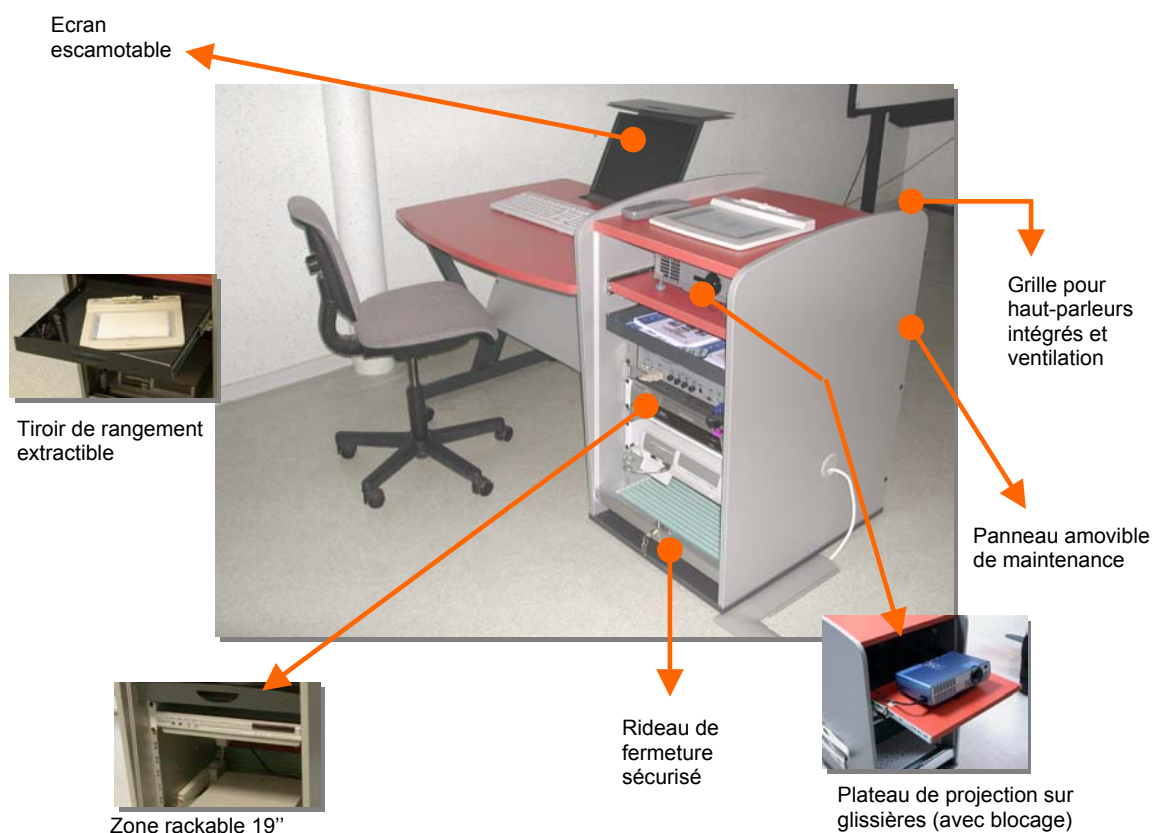 Ecran
escamotable
Grille pour
haut-parleurs
intégrés et
ventilation
Tiroir de rangement
extractible
Panneau amovible
de maintenance
Rideau de
fermeture
sécurisé
Plateau de projection sur
glissières (avec blocage)
Zone rackable 19’’